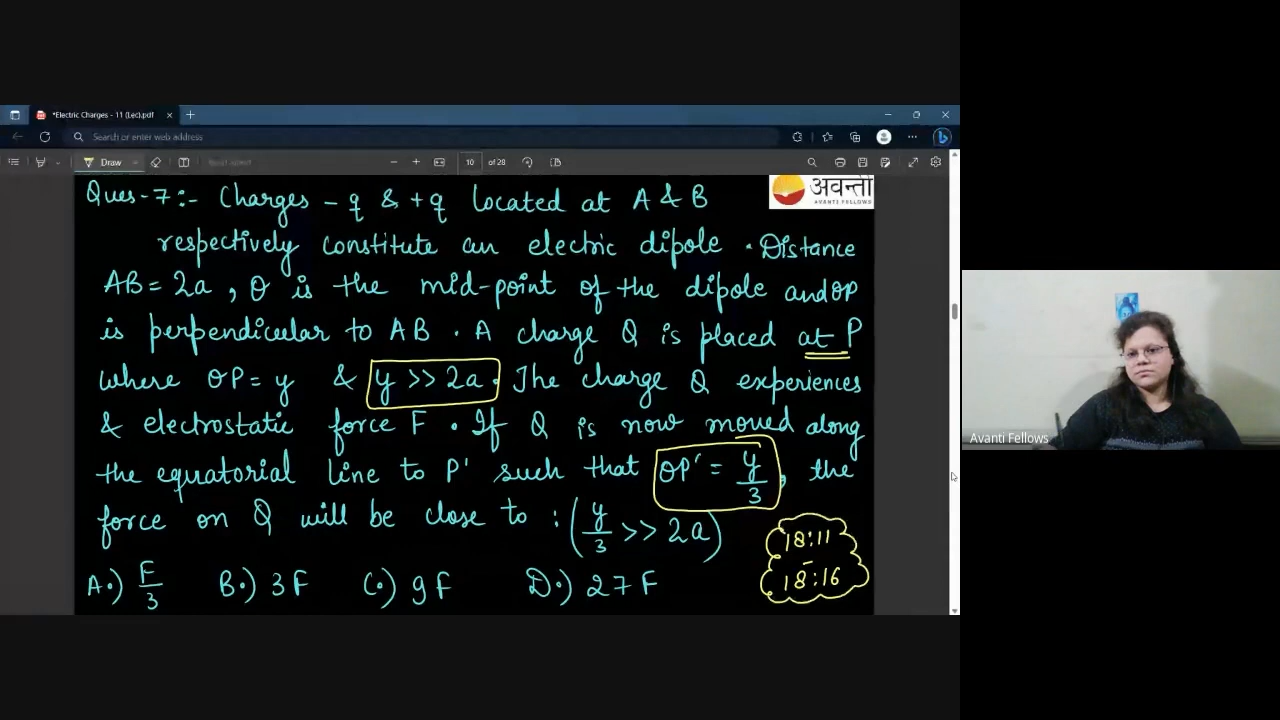 *Electric Charges - 11 (Lec).pdf
Search or enter web address
Draw
10 of 28
Ques-7:- Charges -q & +q located at A & B
अवन्ती
AVANTI FELLOWS
respectively constitute an electric dipole . Distance
AB = 2a , O is the mid-point of the dipole and OP
is perpendicular to AB . A charge Q is placed at P
where OP = y & y >> 2a . The charge Q experiences
& electrostatic force F . If Q is now moved along
the equatorial line to P' such that OP' = y/3 , the
force on Q will be close to : (y/3 >> 2a)
18:11
-
18:16
A.) F/3 B.) 3F C.) 9F D.) 27F
Avanti Fellows